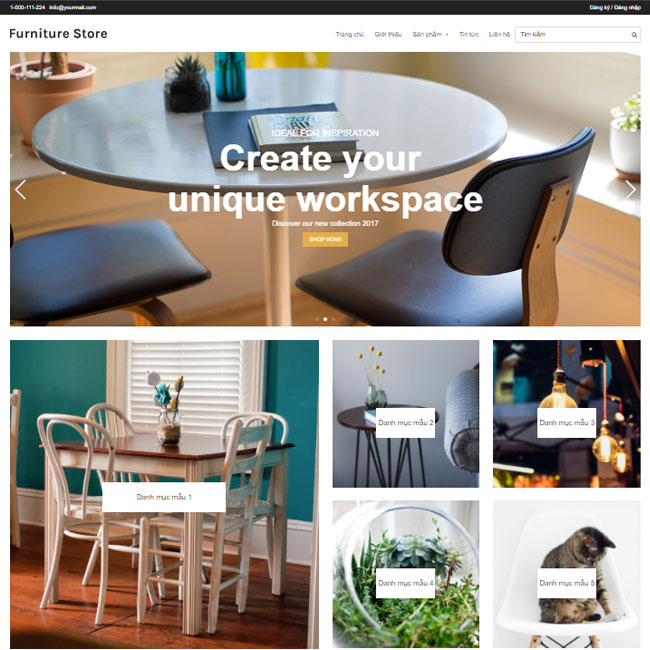 1-000-111-224 info@yourmail.com
Đăng ký / Đăng nhập
Furniture Store
Trang chủ Giới thiệu Sản phẩm Tin tức Liên hệ Tìm kiếm
IDEAL FOR INSPIRATION
Create your
unique workspace
Discover our new collection 2017
SHOP NOW!
Danh mục mẫu 1
Danh mục mẫu 2
Danh mục mẫu 3
Danh mục mẫu 4
Danh mục mẫu 5